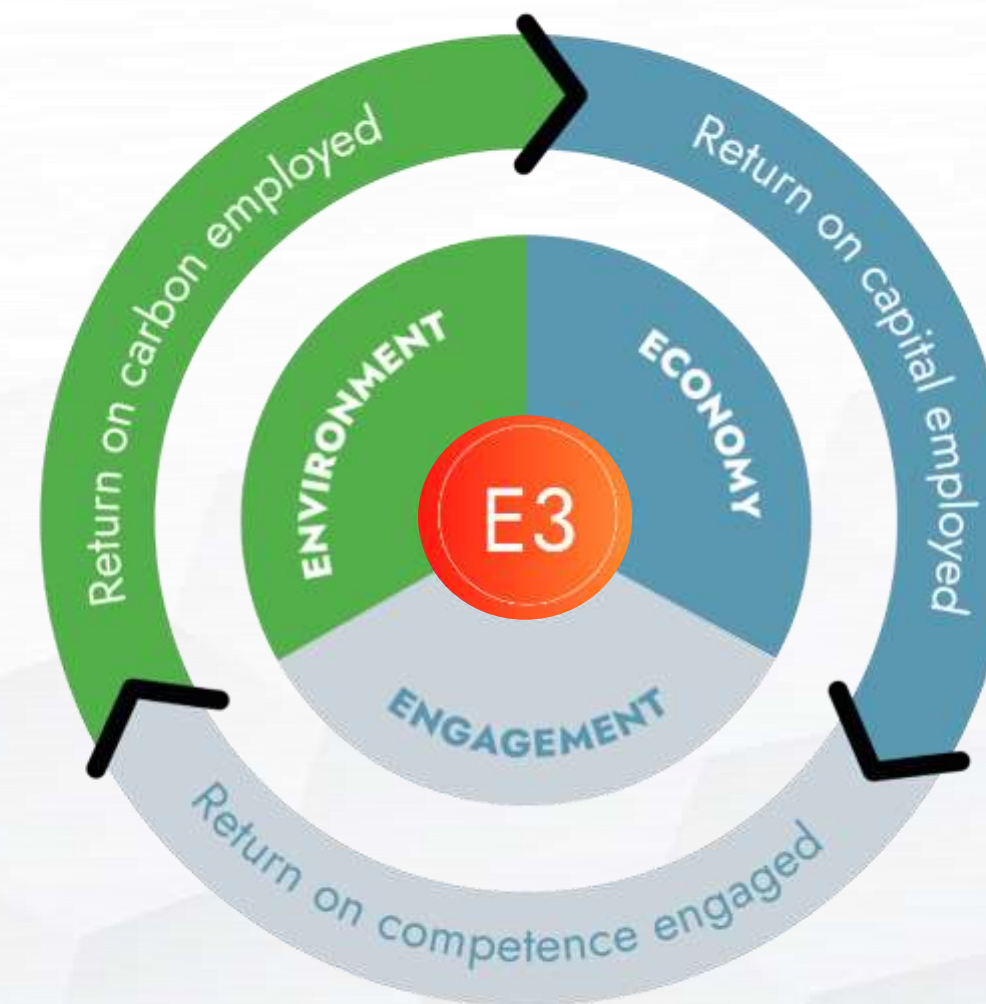 Return on carbon employed
Return on capital employed
ENVIRONMENT
ECONOMY
E3
ENGAGEMENT
Return on competence engaged